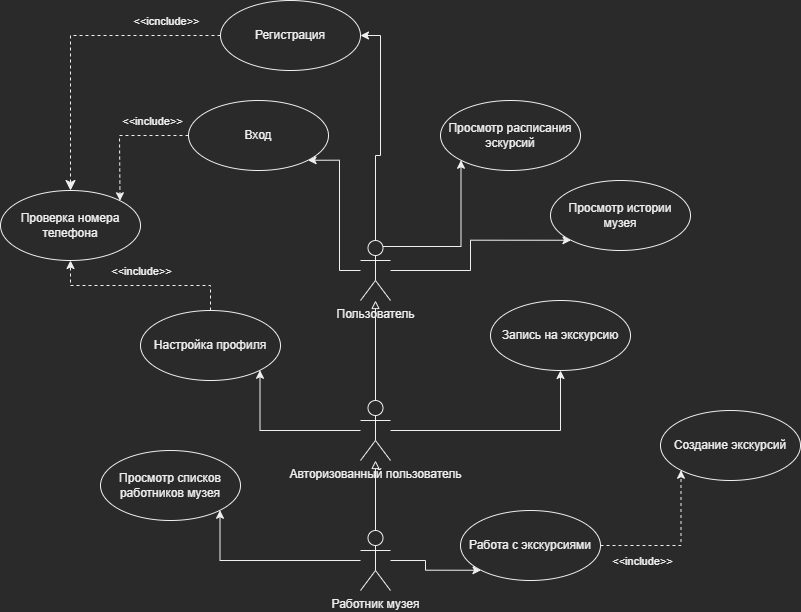 <<icnclude>>
Регистрация
<<include>>
Вход
Просмотр расписания
эскурсий
Просмотр истории
музея
Проверка номера
телефона
<<include>>
Пользователь
Настройка профиля
Запись на экскурсию
Создание экскурсий
Авторизованный пользователь
Просмотр списков
работников музея
Работа с экскурсиями
<<include>>
Работник музея